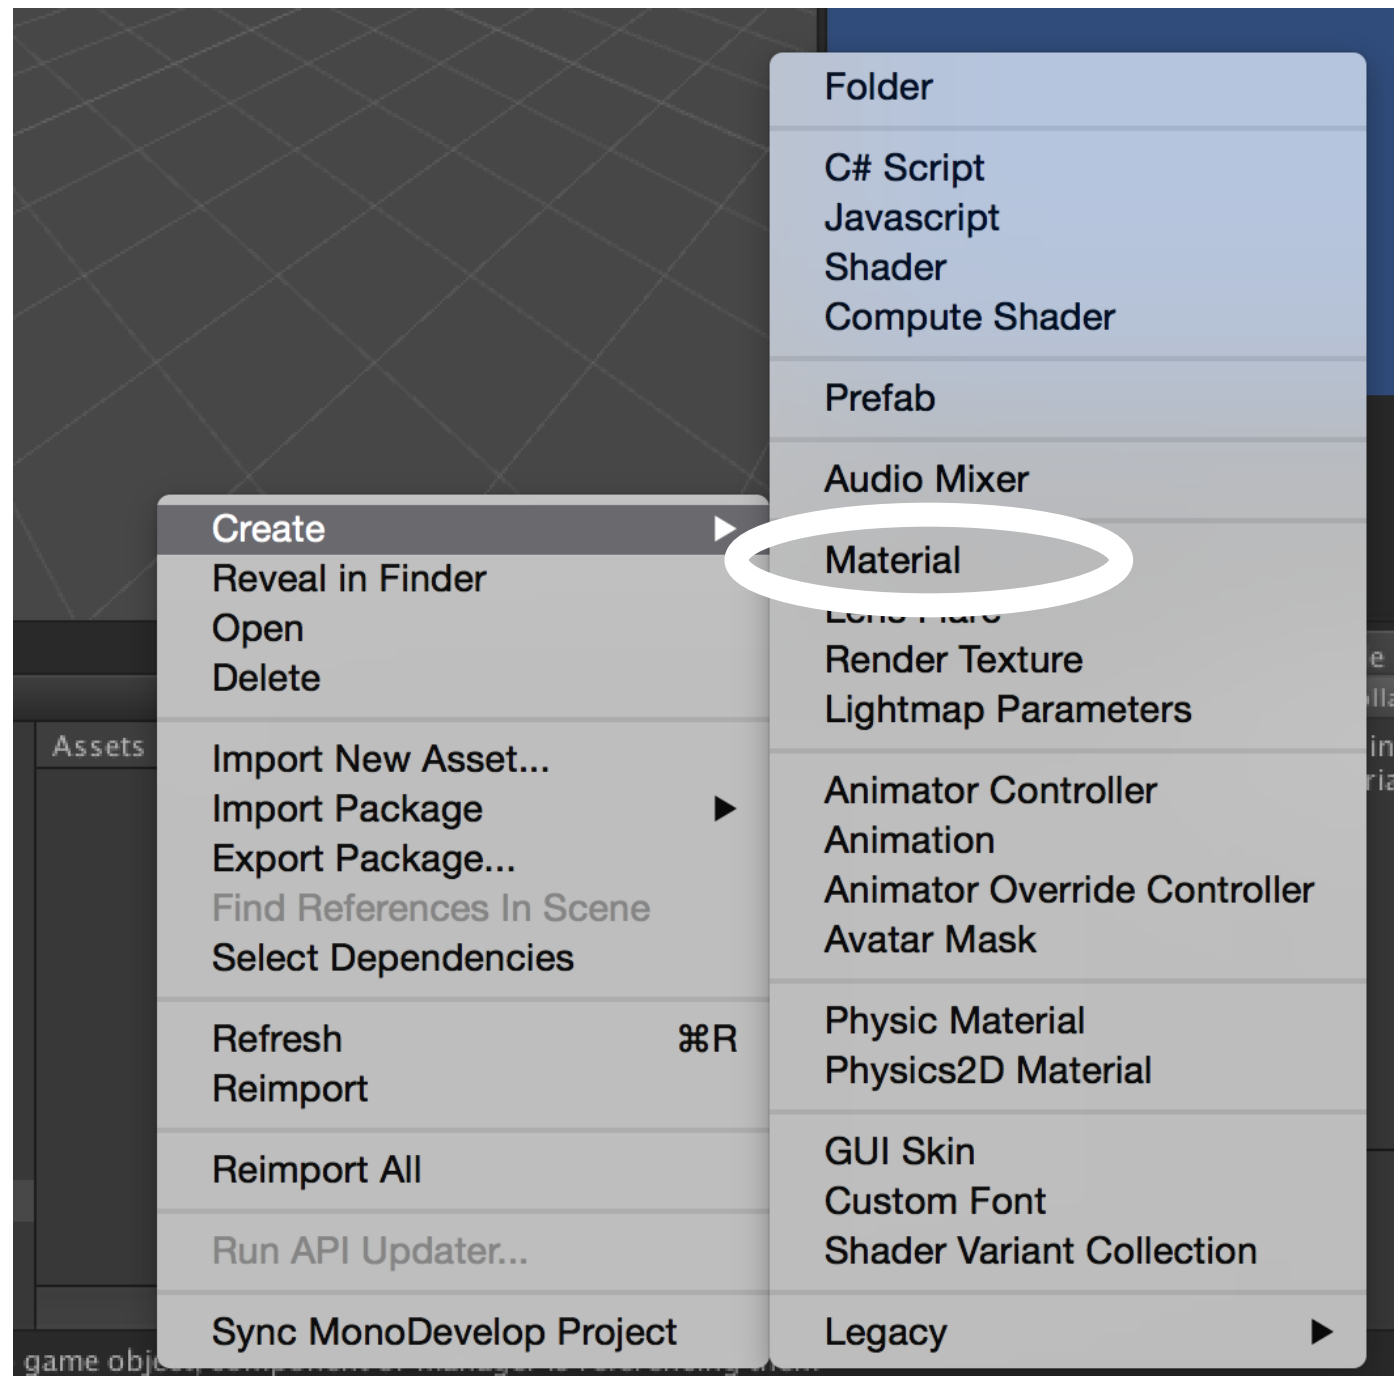 Folder
C# Script
Javascript
Shader
Compute Shader
Prefab
Audio Mixer
Material
Lens Flare
Render Texture
Lightmap Parameters
Animator Controller
Animation
Animator Override Controller
Avatar Mask
Physic Material
Physics2D Material
GUI Skin
Custom Font
Shader Variant Collection
Legacy
Create
Reveal in Finder
Open
Delete
Import New Asset...
Import Package
Export Package...
Find References In Scene
Select Dependencies
Refresh ⌘R
Reimport
Reimport All
Run API Updater...
Sync MonoDevelop Project
Assets
game